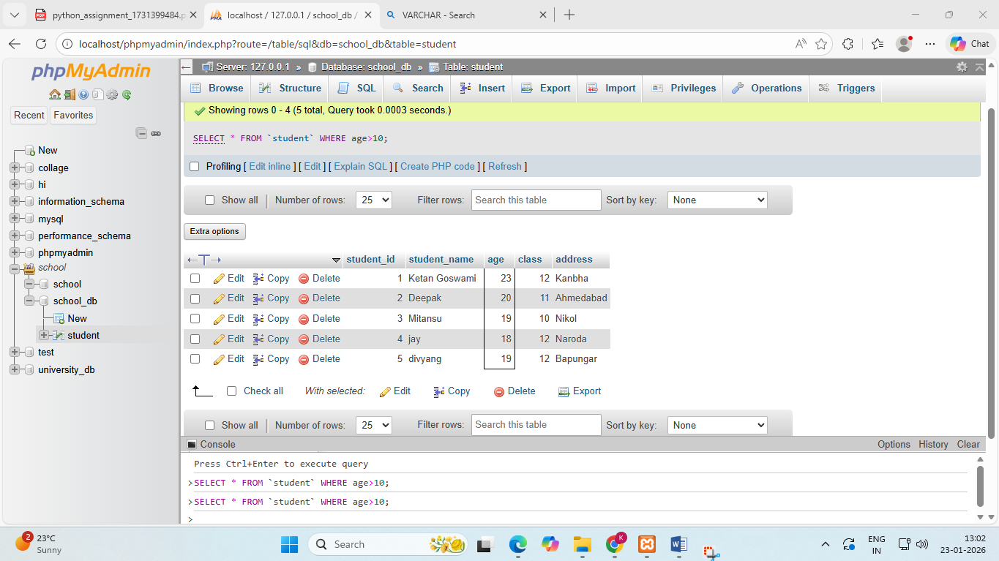 python_assignment_1731399484.p
localhost / 127.0.0.1 / school_db /
VARCHAR - Search
localhost/phpmyadmin/index.php?route=/table/sql&db=school_db&table=student
Chat
phpMyAdmin
Recent Favorites
New
collage
hi
information_schema
mysql
performance_schema
phpmyadmin
school
school
school_db
New
student
test
university_db
Server: 127.0.0.1 » Database: school_db » Table: student
Browse Structure SQL Search Insert Export Import Privileges Operations Triggers
Showing rows 0 - 4 (5 total, Query took 0.0003 seconds.)
SELECT * FROM `student` WHERE age>10;
Profiling [ Edit inline ] [ Edit ] [ Explain SQL ] [ Create PHP code ] [ Refresh ]
Show all Number of rows: 25 Filter rows: Search this table Sort by key: None
Extra options
student_id student_name age class address
Edit Copy Delete 1 Ketan Goswami 23 12 Kanbha
Edit Copy Delete 2 Deepak 20 11 Ahmedabad
Edit Copy Delete 3 Mitansu 19 10 Nikol
Edit Copy Delete 4 jay 18 12 Naroda
Edit Copy Delete 5 divyang 19 12 Bapungar
Check all With selected: Edit Copy Delete Export
Show all Number of rows: 25 Filter rows: Search this table Sort by key: None
Console Options History Clear
Press Ctrl+Enter to execute query
>SELECT * FROM `student` WHERE age>10;
>SELECT * FROM `student` WHERE age>10;
>
2 23°C
Sunny
Search
K
ENG
IN
13:02
23-01-2026